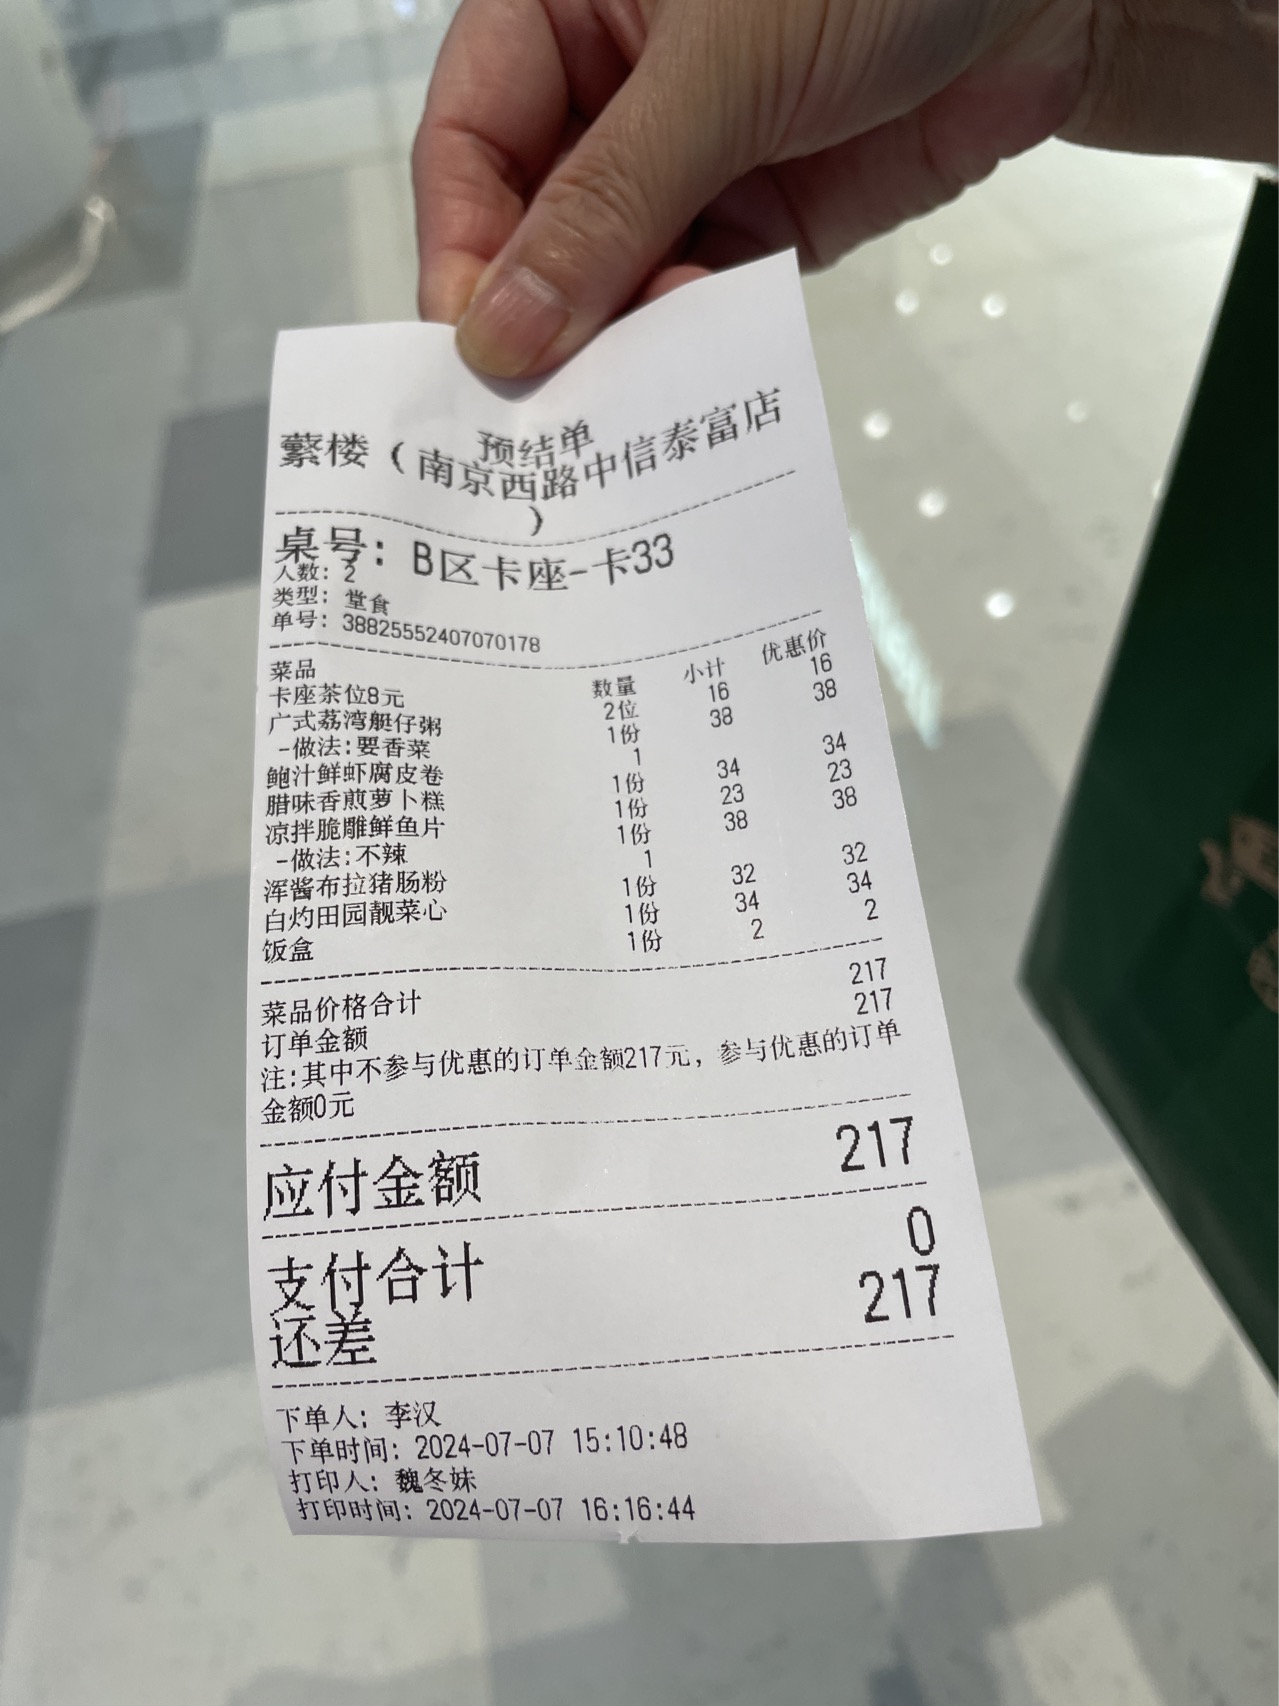 预结单
蘩楼（南京西路中信泰富店
）
桌号：B区卡座-卡33
人数：2
类型：堂食
单号：38825552407070178
菜品 数量 小计 优惠价
卡座茶位8元 2位 16 16
广式荔湾艇仔粥 1份 38 38
-做法:要香菜 1
鲍汁鲜虾腐皮卷 1份 34 34
腊味香煎萝卜糕 1份 23 23
凉拌脆雕鲜鱼片 1份 38 38
-做法:不辣 1
浑酱布拉猪肠粉 1份 32 32
白灼田园靓菜心 1份 34 34
饭盒 1份 2 2
菜品价格合计 217
订单金额 217
注:其中不参与优惠的订单金额217元，参与优惠的订单
金额0元
应付金额 217
支付合计 0
还差 217
下单人：李汉
下单时间：2024-07-07 15:10:48
打印人：魏冬妹
打印时间：2024-07-07 16:16:44